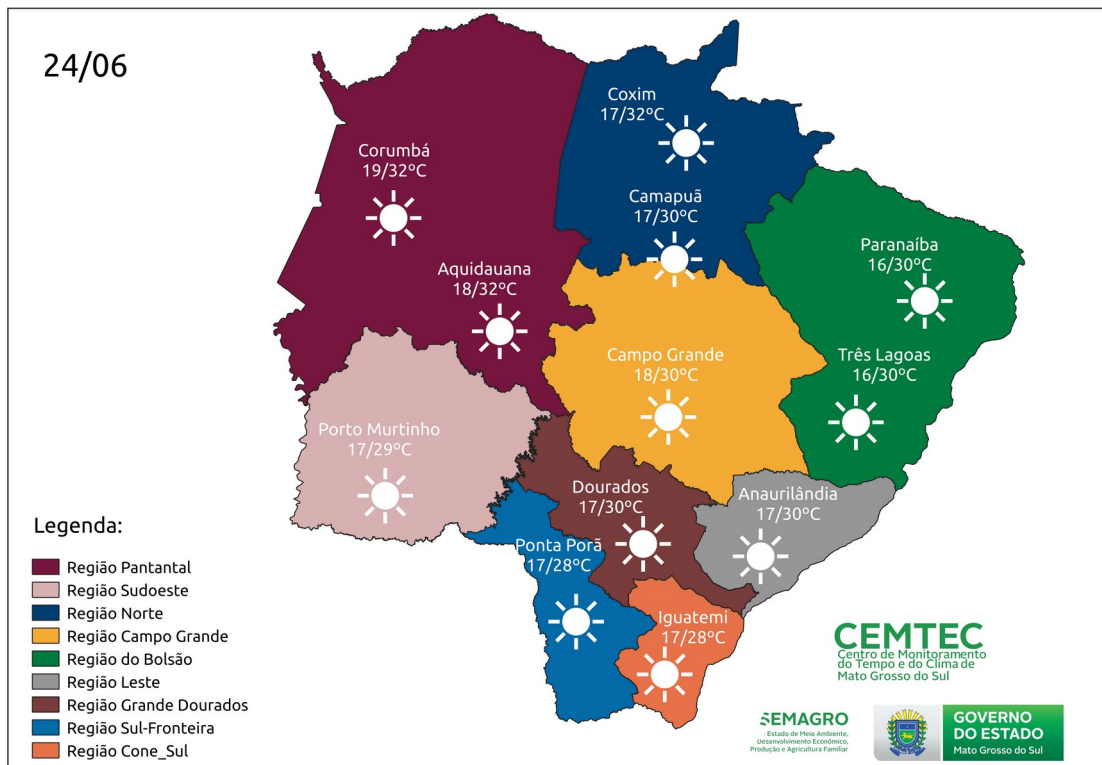 24/06
Coxim
17/32ºC
Corumbá
19/32ºC
Camapuã
17/30ºC
Paranaíba
16/30ºC
Aquidauana
18/32ºC
Campo Grande
18/30ºC
Três Lagoas
16/30ºC
Porto Murtinho
17/29ºC
Dourados
17/30ºC
Anaurilândia
17/30ºC
Ponta Porã
17/28ºC
Iguatemi
17/28ºC
Legenda:
Região Pantantal
Região Sudoeste
Região Norte
Região Campo Grande
Região do Bolsão
Região Leste
Região Grande Dourados
Região Sul-Fronteira
Região Cone_Sul
CEMTEC
Centro de Monitoramento
do Tempo e do Clima de
Mato Grosso do Sul
SEMAGRO
Estado de Meio Ambiente,
Desenvolvimento Econômico,
Produção e Agricultura Familiar
GOVERNO
DO ESTADO
Mato Grosso do Sul